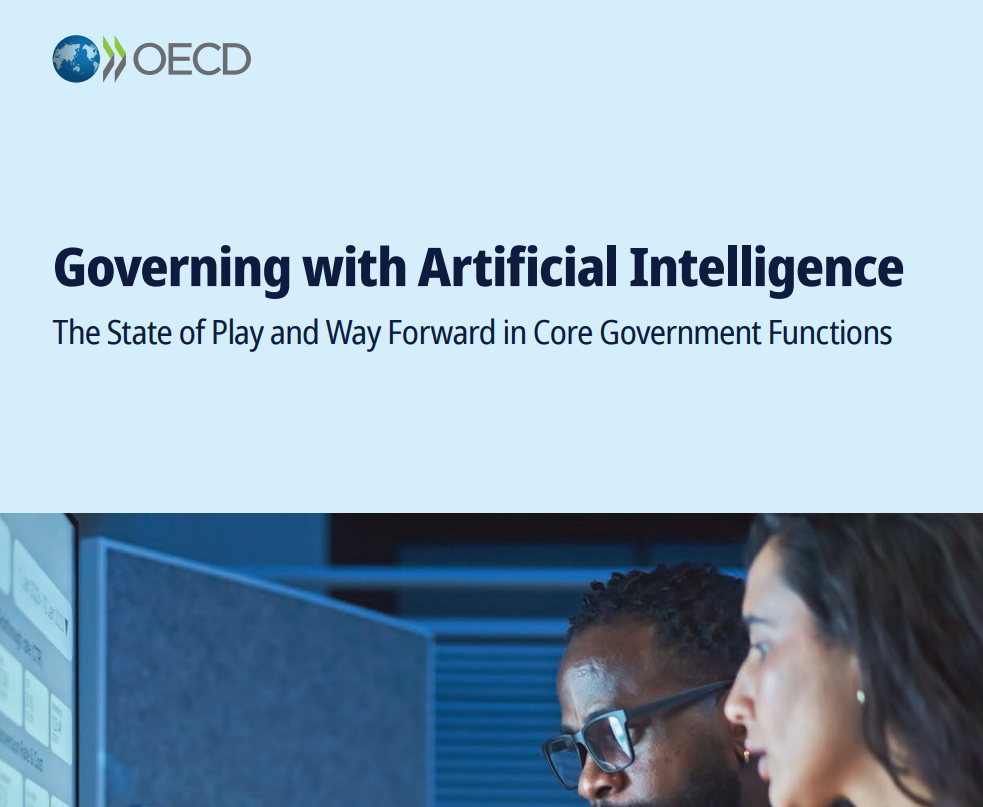 OECD
Governing with Artificial Intelligence
The State of Play and Way Forward in Core Government Functions